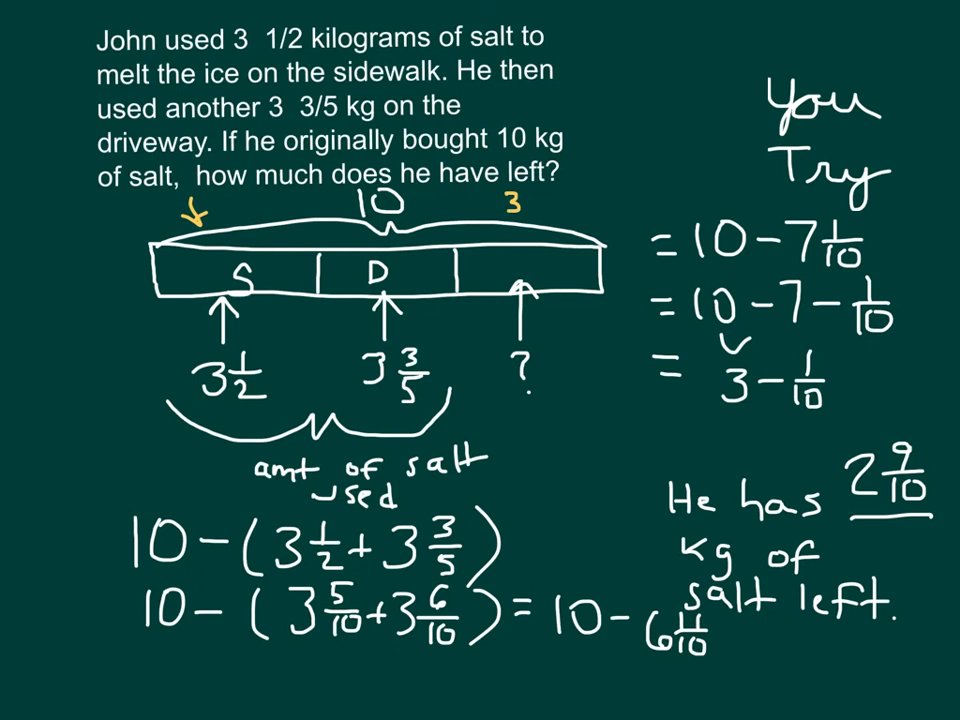 John used 3 1/2 kilograms of salt to
melt the ice on the sidewalk. He then
used another 3 3/5 kg on the
driveway. If he originally bought 10 kg
of salt, how much does he have left?
You
Try
10
3
S D
3 1/2 3 3/5 ?
amt of salt
used
10 - (3 1/2 + 3 3/5)
10 - (3 5/10 + 3 6/10) = 10 - 6 11/10
= 10 - 7 1/10
= 10 - 7 - 1/10
= 3 - 1/10
He has 2 9/10
kg of
salt left.